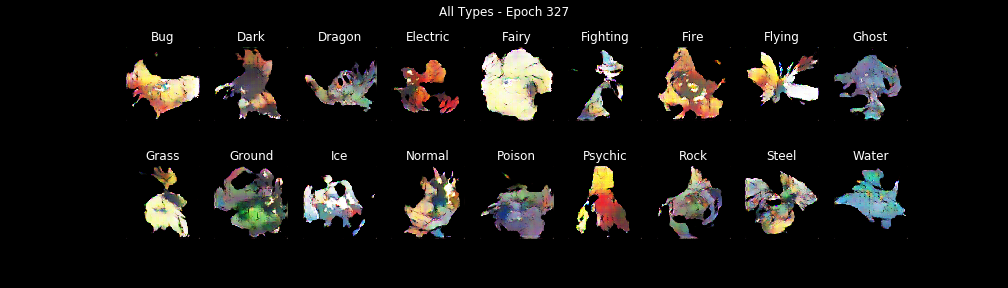 All Types - Epoch 327
Bug Dark Dragon Electric Fairy Fighting Fire Flying Ghost
Grass Ground Ice Normal Poison Psychic Rock Steel Water